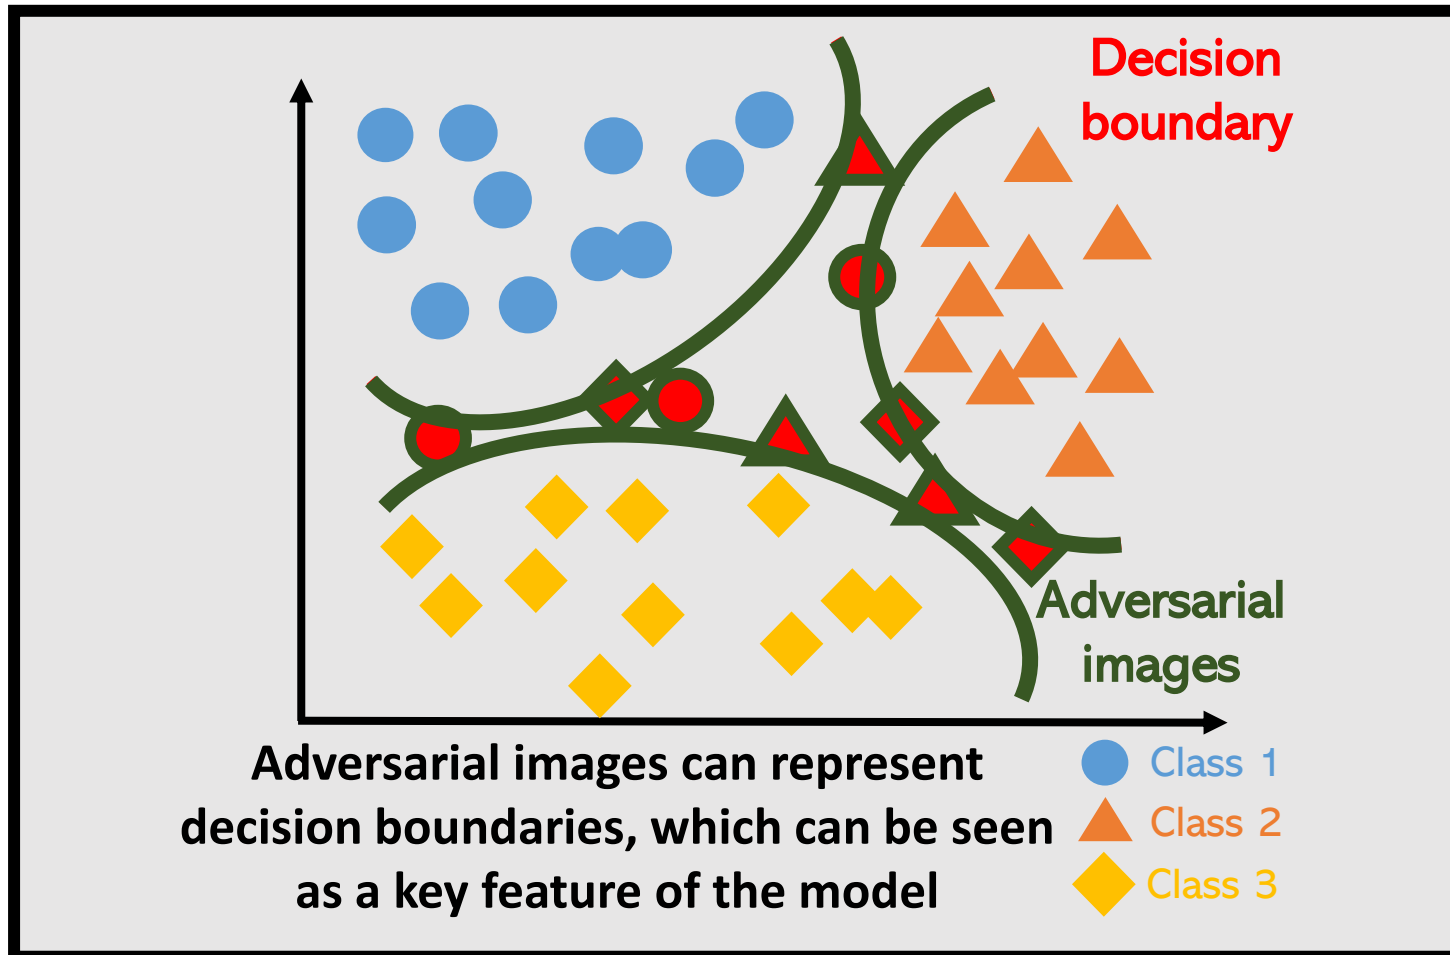 Decision
boundary
Adversarial
images
Adversarial images can represent
decision boundaries, which can be seen
as a key feature of the model
Class 1
Class 2
Class 3